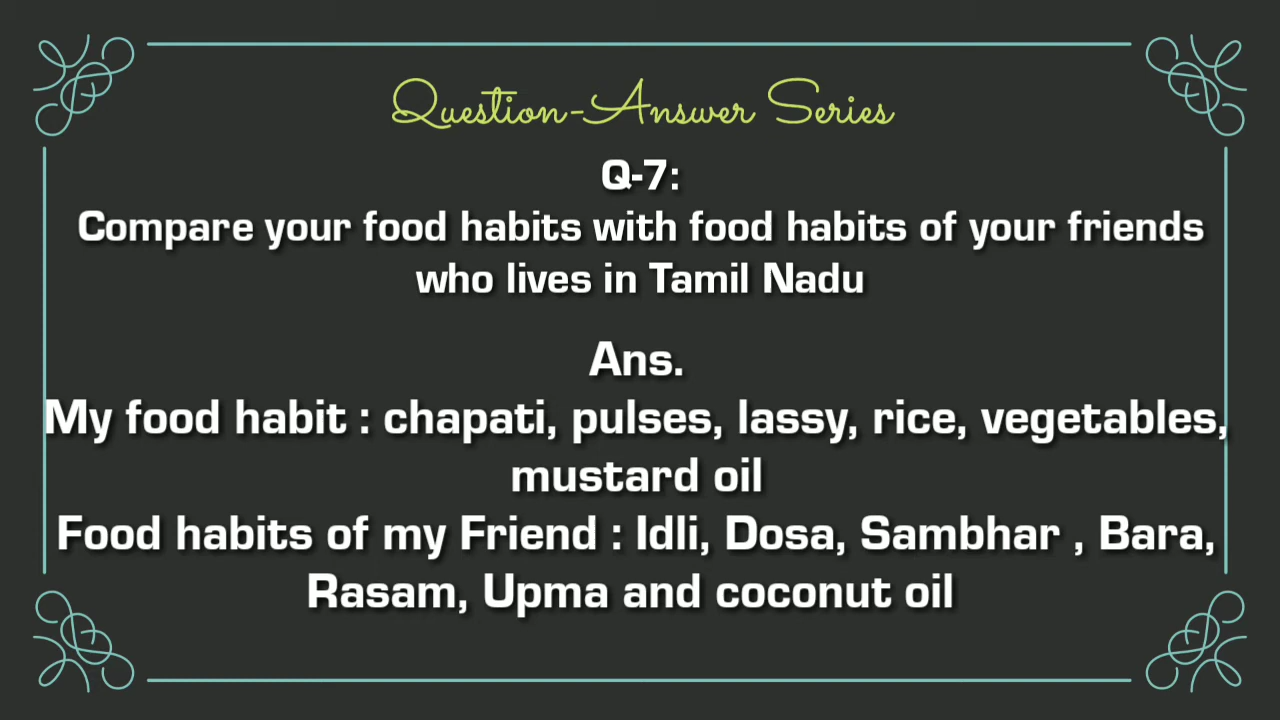 Question-Answer Series
Q-7:
Compare your food habits with food habits of your friends
who lives in Tamil Nadu
Ans.
My food habit : chapati, pulses, lassy, rice, vegetables,
mustard oil
Food habits of my Friend : Idli, Dosa, Sambhar , Bara,
Rasam, Upma and coconut oil